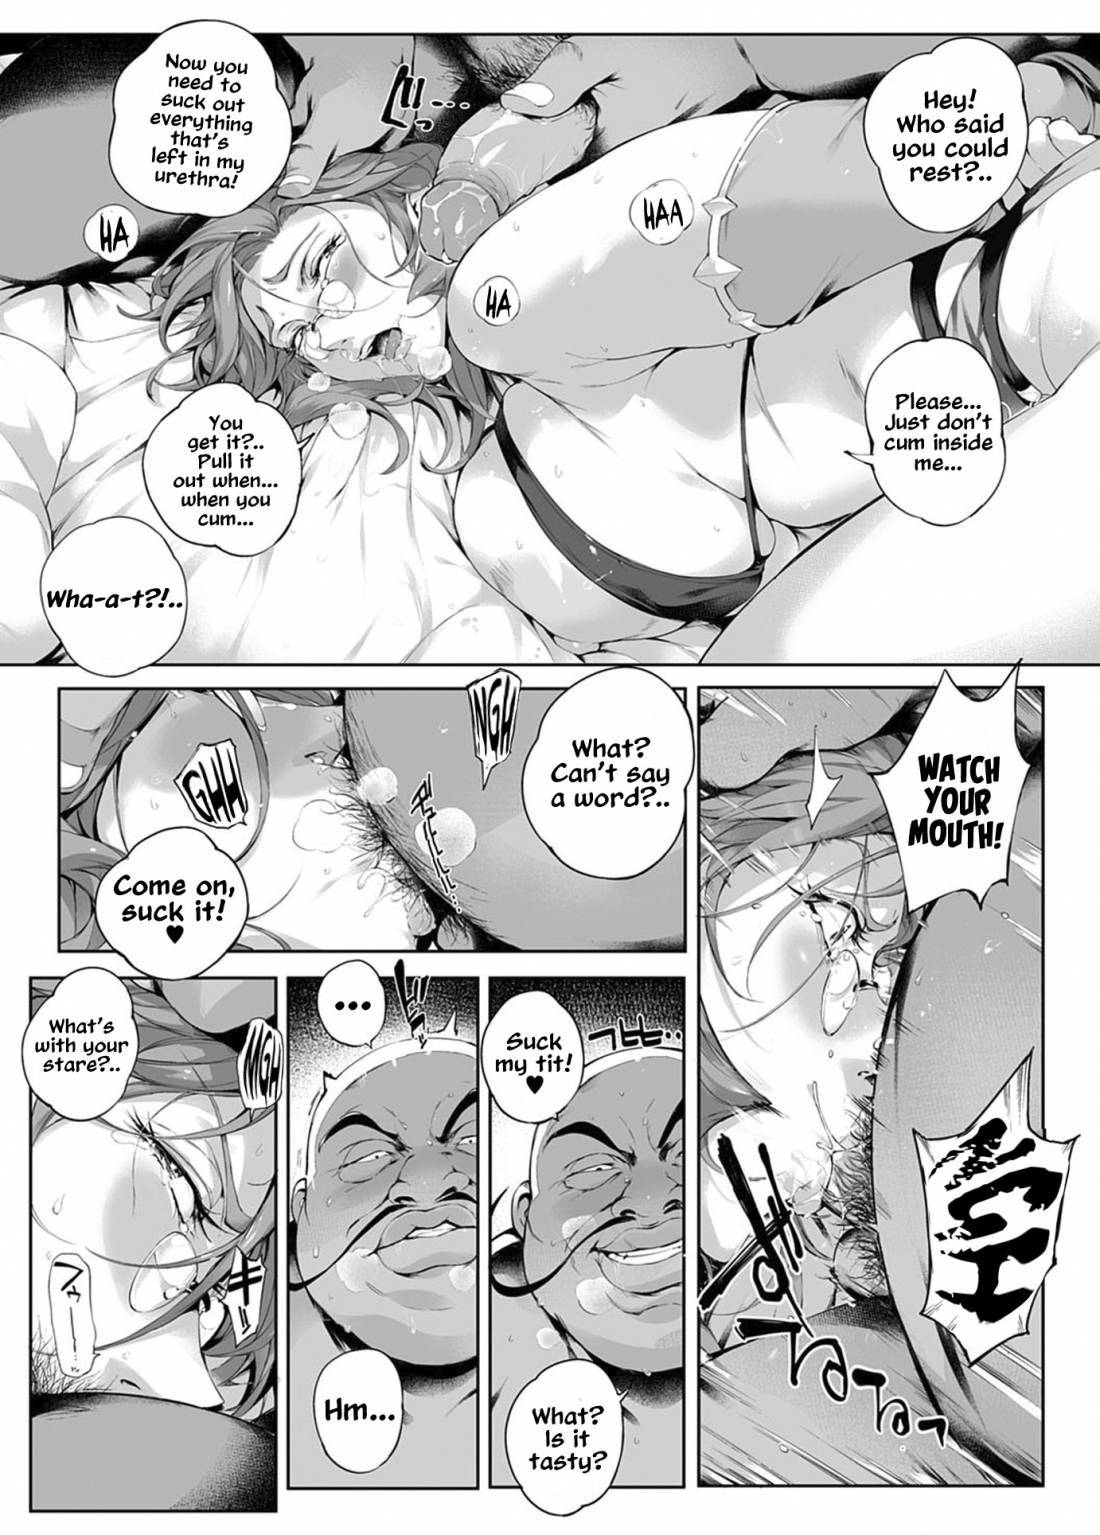 Hey!
Who said
you could
rest?..
Please...
Just don't
cum inside
me...
HAA
HA
Now you
need to
suck out
everything
that's
left in my
urethra!
HA
You
get it?..
Pull it
out when...
when you
cum...
Wha-a-t?!..
WATCH
YOUR
MOUTH!
What?
Can't say
a word?..
NGH
GHH
Come on,
suck it!
♥
Suck
my tit!
♥
What?
Is it
tasty?
...
Hm...
What's
with your
stare?..
NGH